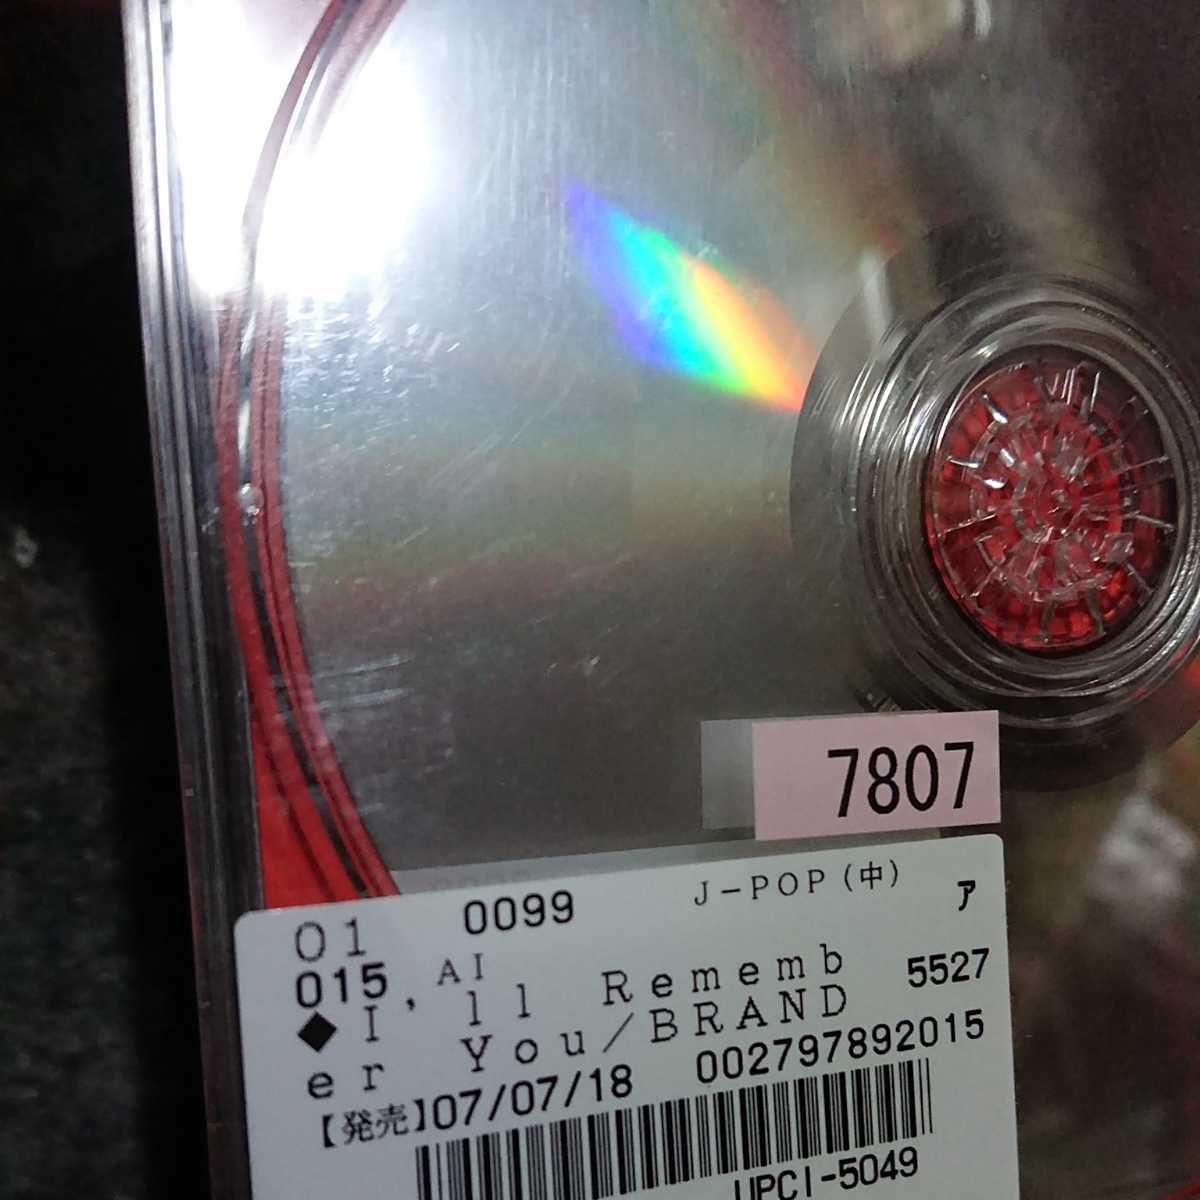 7807
01 0099 J-POP(中) ア
015, AI
◆I'll Rememb 5527
er You/BRAND
【発売】07/07/18 002797892015
UPCI-5049